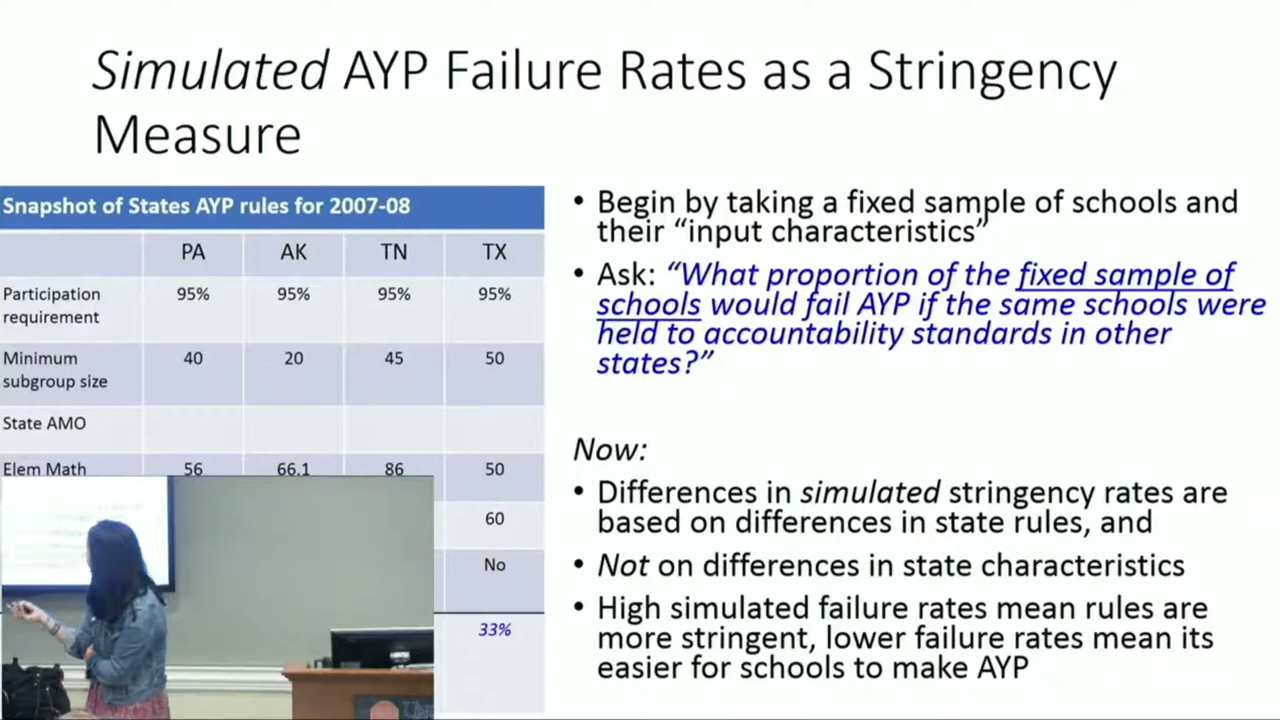 Simulated AYP Failure Rates as a Stringency
Measure
Snapshot of States AYP rules for 2007-08
PA AK TN TX
Participation requirement 95% 95% 95% 95%
Minimum subgroup size 40 20 45 50
State AMO
Elem Math 56 66.1 86 50
60
No
33%
• Begin by taking a fixed sample of schools and
their “input characteristics”
• Ask: “What proportion of the fixed sample of
schools would fail AYP if the same schools were
held to accountability standards in other
states?”
Now:
• Differences in simulated stringency rates are
based on differences in state rules, and
• Not on differences in state characteristics
• High simulated failure rates mean rules are
more stringent, lower failure rates mean its
easier for schools to make AYP